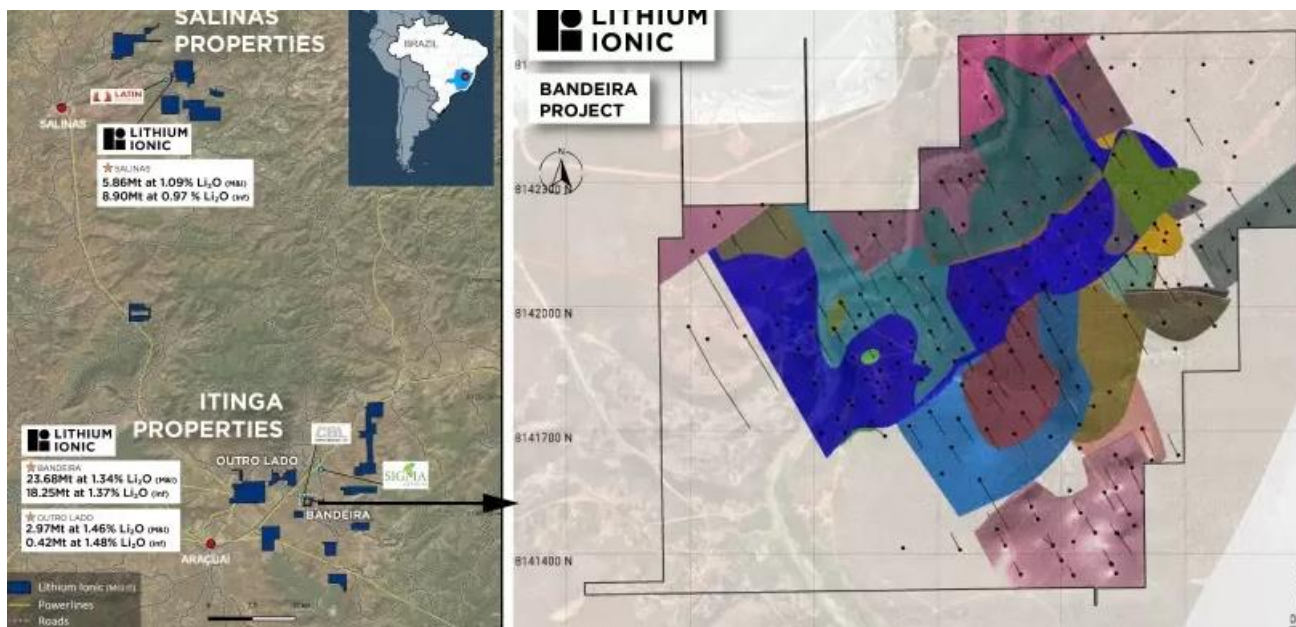 SALINAS
PROPERTIES
LATIN
SALINAS
LITHIUM
IONIC
SALINAS
5.86Mt at 1.09% Li₂O (M&I)
8.90Mt at 0.97 % Li₂O (Inf)
BRAZIL
ITINGA
PROPERTIES
LITHIUM
IONIC
BANDEIRA
23.68Mt at 1.34% Li₂O (M&I)
18.25Mt at 1.37% Li₂O (Inf)
OUTRO LADO
2.97Mt at 1.46% Li₂O (M&I)
0.42Mt at 1.48% Li₂O (Inf)
OUTRO LADO
CBL
SIGMA
BANDEIRA
ARAÇUAÍ
Lithium Ionic
Powerlines
Roads
0
LITHIUM
IONIC
BANDEIRA
PROJECT
N
8142300 N
8142000 N
8141700 N
8141400 N